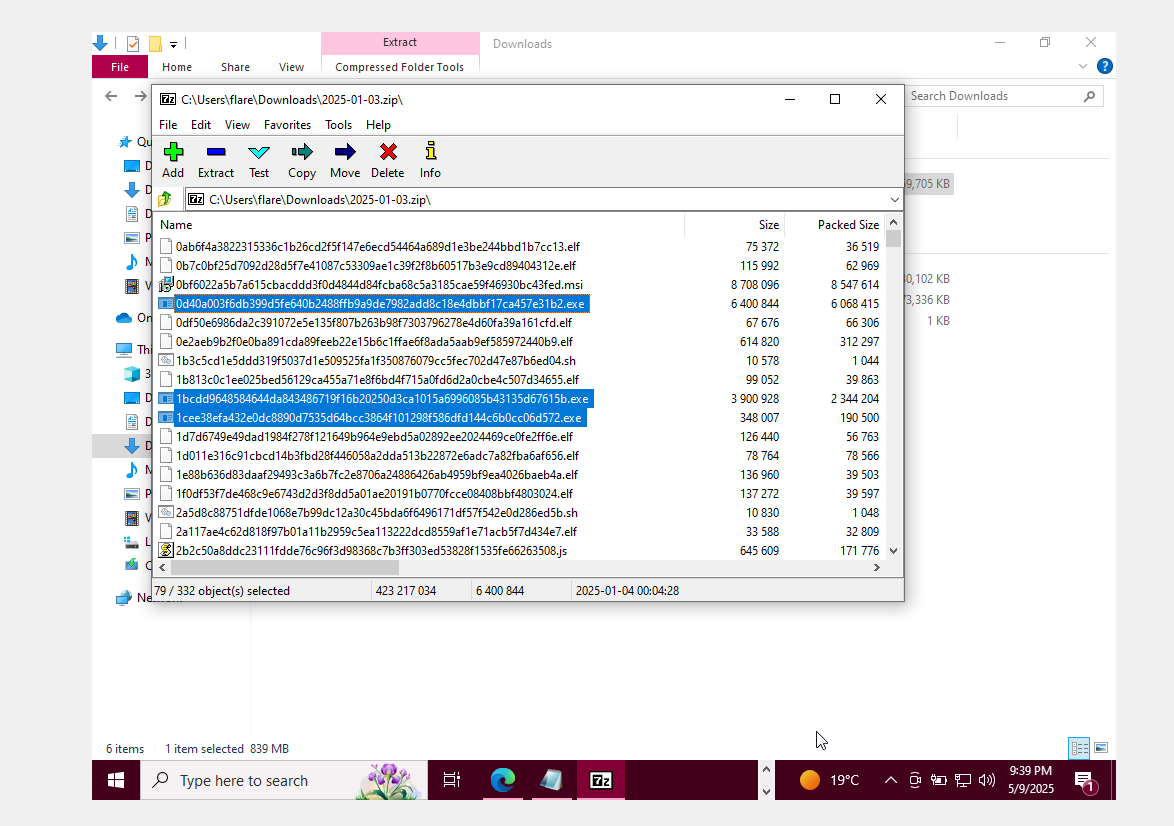 Extract
Downloads
File
Home
Share
View
Compressed Folder Tools
Search Downloads
C:\Users\flare\Downloads\2025-01-03.zip\
File Edit View Favorites Tools Help
Add Extract Test Copy Move Delete Info
C:\Users\flare\Downloads\2025-01-03.zip\
Name Size Packed Size
0ab6f4a3822315336c1b26cd2f5f147e6ecd54464a689d1e3be244bbd1b7cc13.elf 75 372 36 519
0b7c0bf25d7092d28d5f7e41087c53309ae1c39f2f8b60517b3e9cd89404312e.elf 115 992 62 969
0bf6022a5b7a615cbacddd3f0d4844d84fcba68c5a3185cae59f46930bc43fed.msi 8 708 096 8 547 614
0d40a003f6db399d5fe640b2488ffb9a9de7982add8c18e4dbbf17ca457e31b2.exe 6 400 844 6 068 415
0df50e6986da2c391072e5e135f807b263b98f7303796278e4d60fa39a161cfd.elf 67 676 66 306
0e2aeb9b2f0e0ba891cda89feeb22e15b6c1ffae6f8ada5aab9ef585972440b9.elf 614 820 312 297
1b3c5cd1e5ddd319f5037d1e509525fa1f350876079cc5fec702d47e87b6ed04.sh 10 578 1 044
1b813c0c1ee025bed56129ca455a71e8f6bd4f715a0fd6d2a0cbe4c507d34655.elf 99 052 39 863
1bcdd9648584644da843486719f16b20250d3ca1015a6996085b43135d67615b.exe 3 900 928 2 344 204
1cee38efa432e0dc8890d7535d64bcc3864f101298f586dfd144c6b0cc06d572.exe 348 007 190 500
1d7d6749e49dad1984f278f121649b964e9ebd5a02892ee2024469ce0fe2ff6e.elf 126 440 56 763
1d011e316c91cbcd14b3fbd28f446058a2dda513b22872e6adc7a82fba6af656.elf 78 764 78 566
1e88b636d83daaf29493c3a6b7fc2e8706a24886426ab4959bf9ea4026baeb4a.elf 136 960 39 503
1f0df53f7de468c9e6743d2d3f8dd5a01ae20191b0770fcce08408bbf4803024.elf 137 272 39 597
2a5d8c88751dfde1068e7b99dc12a30c45bda6f6496171df57f542e0d286ed5b.sh 10 830 1 048
2a117ae4c62d818f97b01a11b2959c5ea113222dcd8559af1e71acb5f7d434e7.elf 33 588 32 809
2b2c50a8ddc23111fdde76c96f3d98368c7b3ff303ed53828f1535fe66263508.js 645 609 171 776
79 / 332 object(s) selected 423 217 034 6 400 844 2025-01-04 00:04:28
9,705 KB
0,102 KB
3,336 KB
1 KB
6 items 1 item selected 839 MB
Type here to search
19°C
9:39 PM
5/9/2025
1